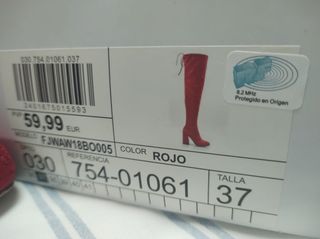 030.754.01061.037
2401675015593
PVP 59,99 EUR
8.2 MHz
Protegido en Origen
MODELO FJWAW18BO005
COLOR ROJO
TALLA
030
REFERENCIA
754-01061
37